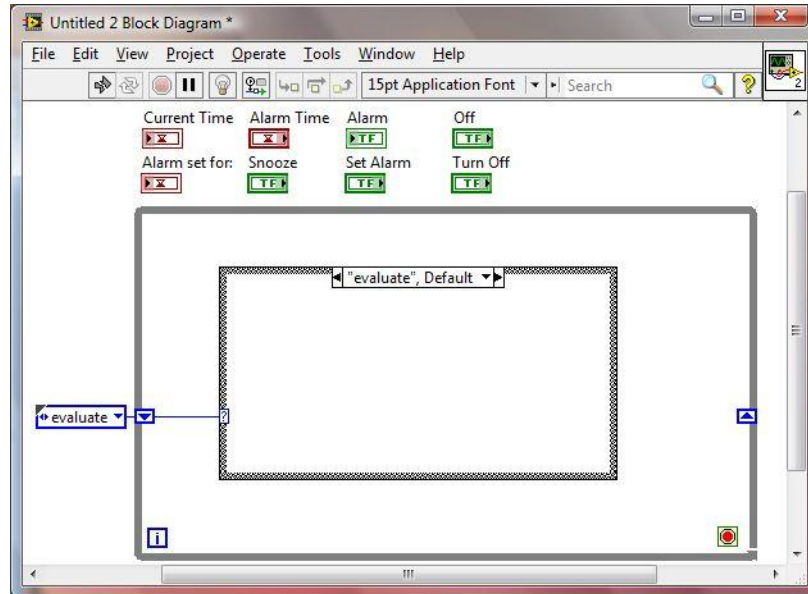 Untitled 2 Block Diagram *
File Edit View Project Operate Tools Window Help
15pt Application Font Search ? 2
Current Time Alarm Time Alarm Off
TF TF
Alarm set for: Snooze Set Alarm Turn Off
TF TF TF
"evaluate", Default
evaluate ?
i